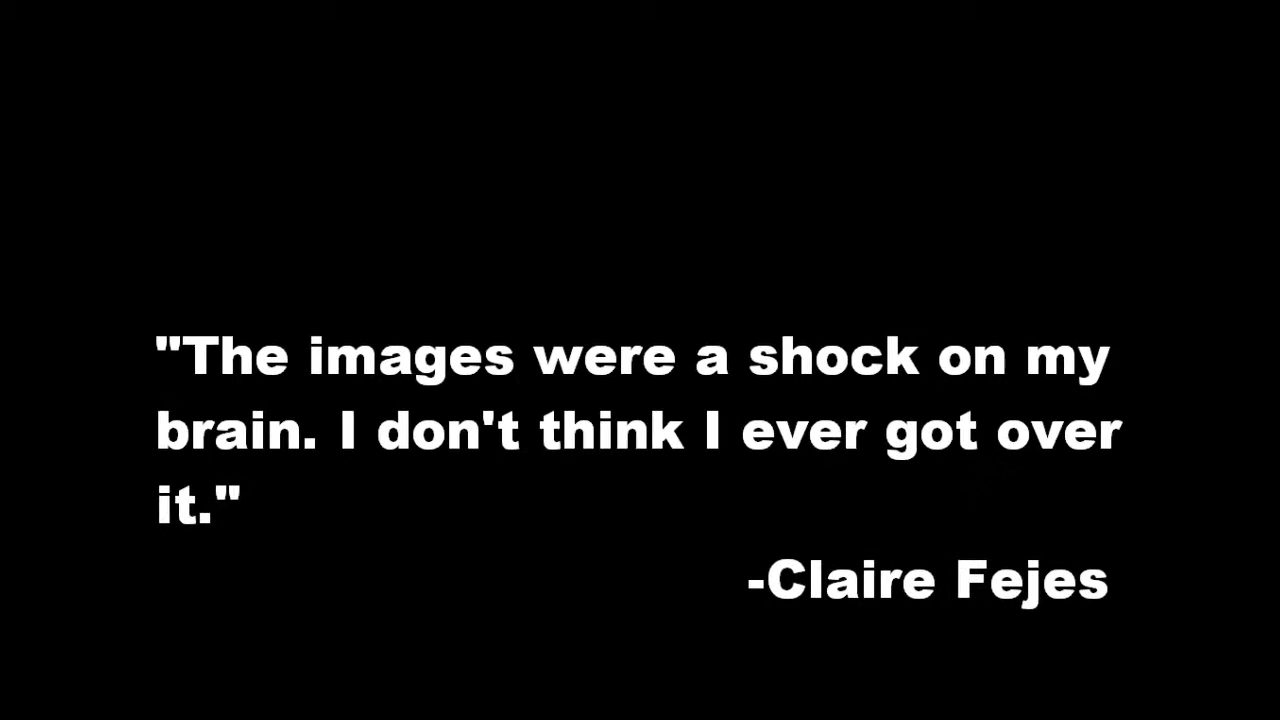 "The images were a shock on my
brain. I don't think I ever got over
it."
-Claire Fejes